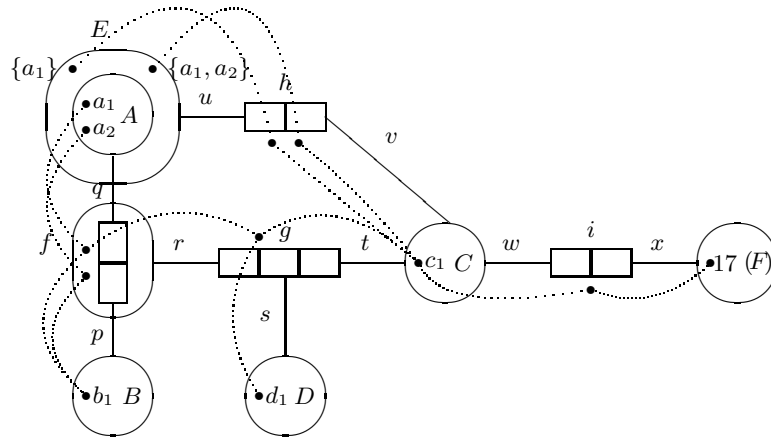 E
{a₁} {a₁, a₂}
h
u
a₁ A
v
a₂
q
f r g t c₁ C w i x 17 (F)
p s
b₁ B d₁ D